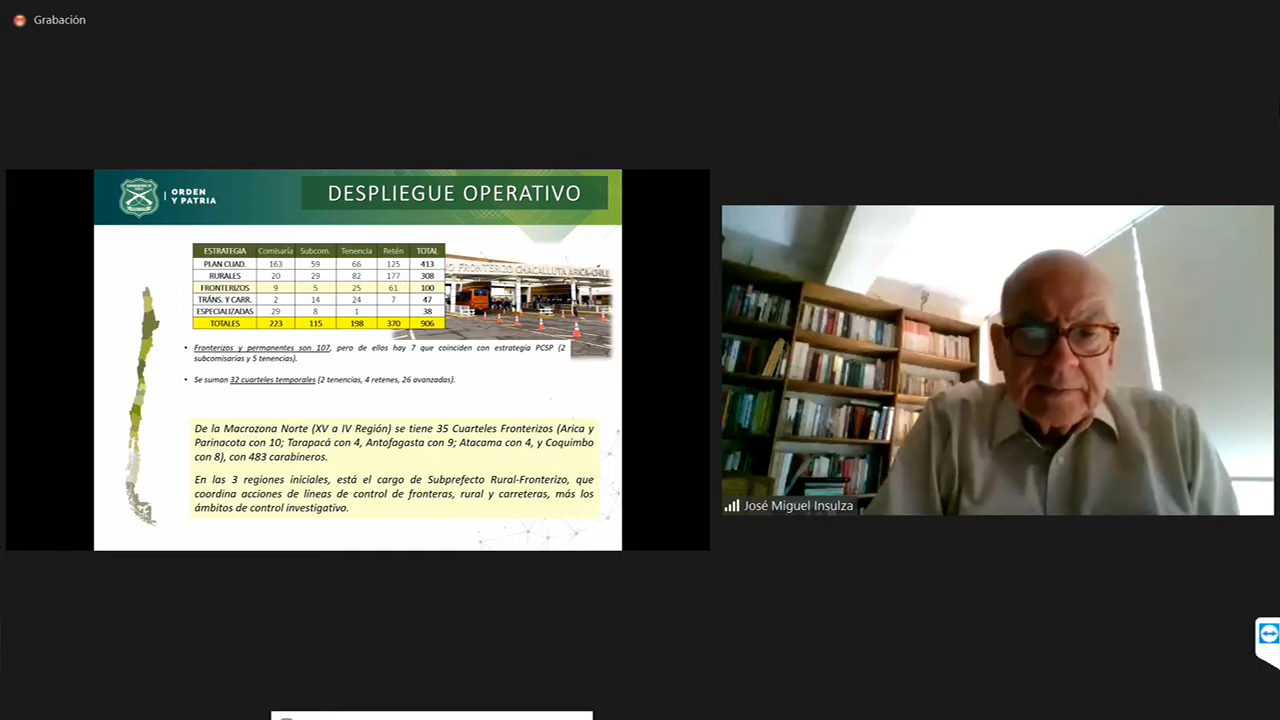 Grabación
ORDEN
Y PATRIA
DESPLIEGUE OPERATIVO
ESTRATEGIA Comisaría Subcom. Tenencia Retén TOTAL
PLAN CUAD. 163 59 66 125 413
RURALES 20 29 82 177 308
FRONTERIZOS 9 5 25 61 100
TRÁNS. Y CARR. 2 14 24 7 47
ESPECIALIZADAS 29 8 1 38
TOTALES 223 115 198 370 906
O FRONTERIZO CHACALLUTA ARICA-CHILE
• Fronterizos y permanentes son 107, pero de ellos hay 7 que coinciden con estrategia PCSP (2
subcomisarías y 5 tenencias).
• Se suman 32 cuarteles temporales (2 tenencias, 4 retenes, 26 avanzadas).
De la Macrozona Norte (XV a IV Región) se tiene 35 Cuarteles Fronterizos (Arica y
Parinacota con 10; Tarapacá con 4, Antofagasta con 9; Atacama con 4, y Coquimbo
con 8), con 483 carabineros.
En las 3 regiones iniciales, está el cargo de Subprefecto Rural-Fronterizo, que
coordina acciones de líneas de control de fronteras, rural y carreteras, más los
ámbitos de control investigativo.
José Miguel Insulza